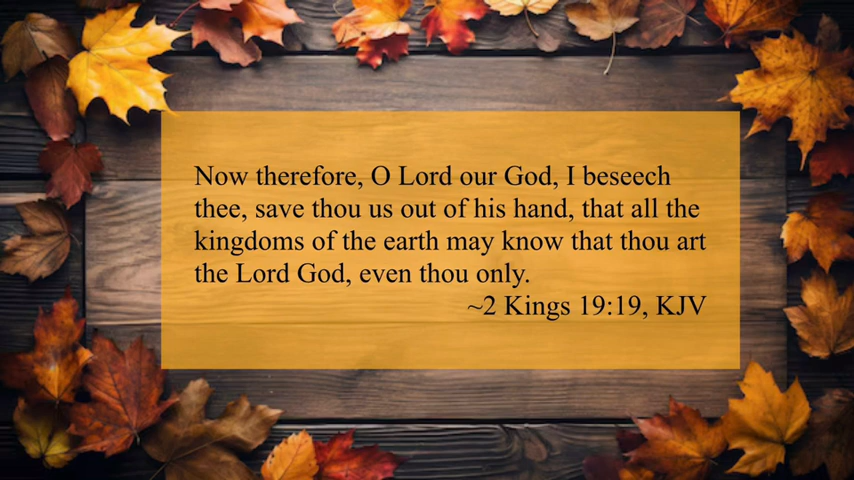 Now therefore, O Lord our God, I beseech
thee, save thou us out of his hand, that all the
kingdoms of the earth may know that thou art
the Lord God, even thou only.
~2 Kings 19:19, KJV